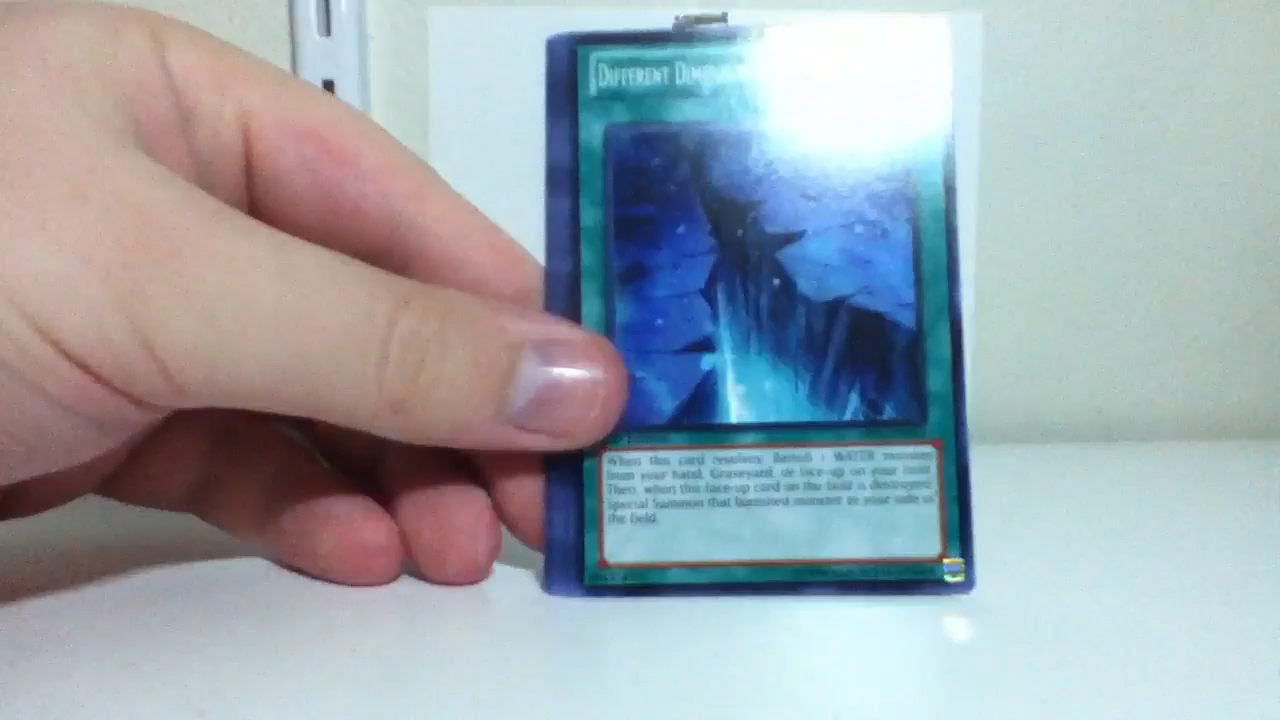 DIFFERENT DIMEN
When this card resolves, Banish 1 WATER monster
from your hand, Graveyard, or face-up on your field.
Then, when this face-up card on the field is destroyed,
Special Summon that banished monster to your side of
the field.